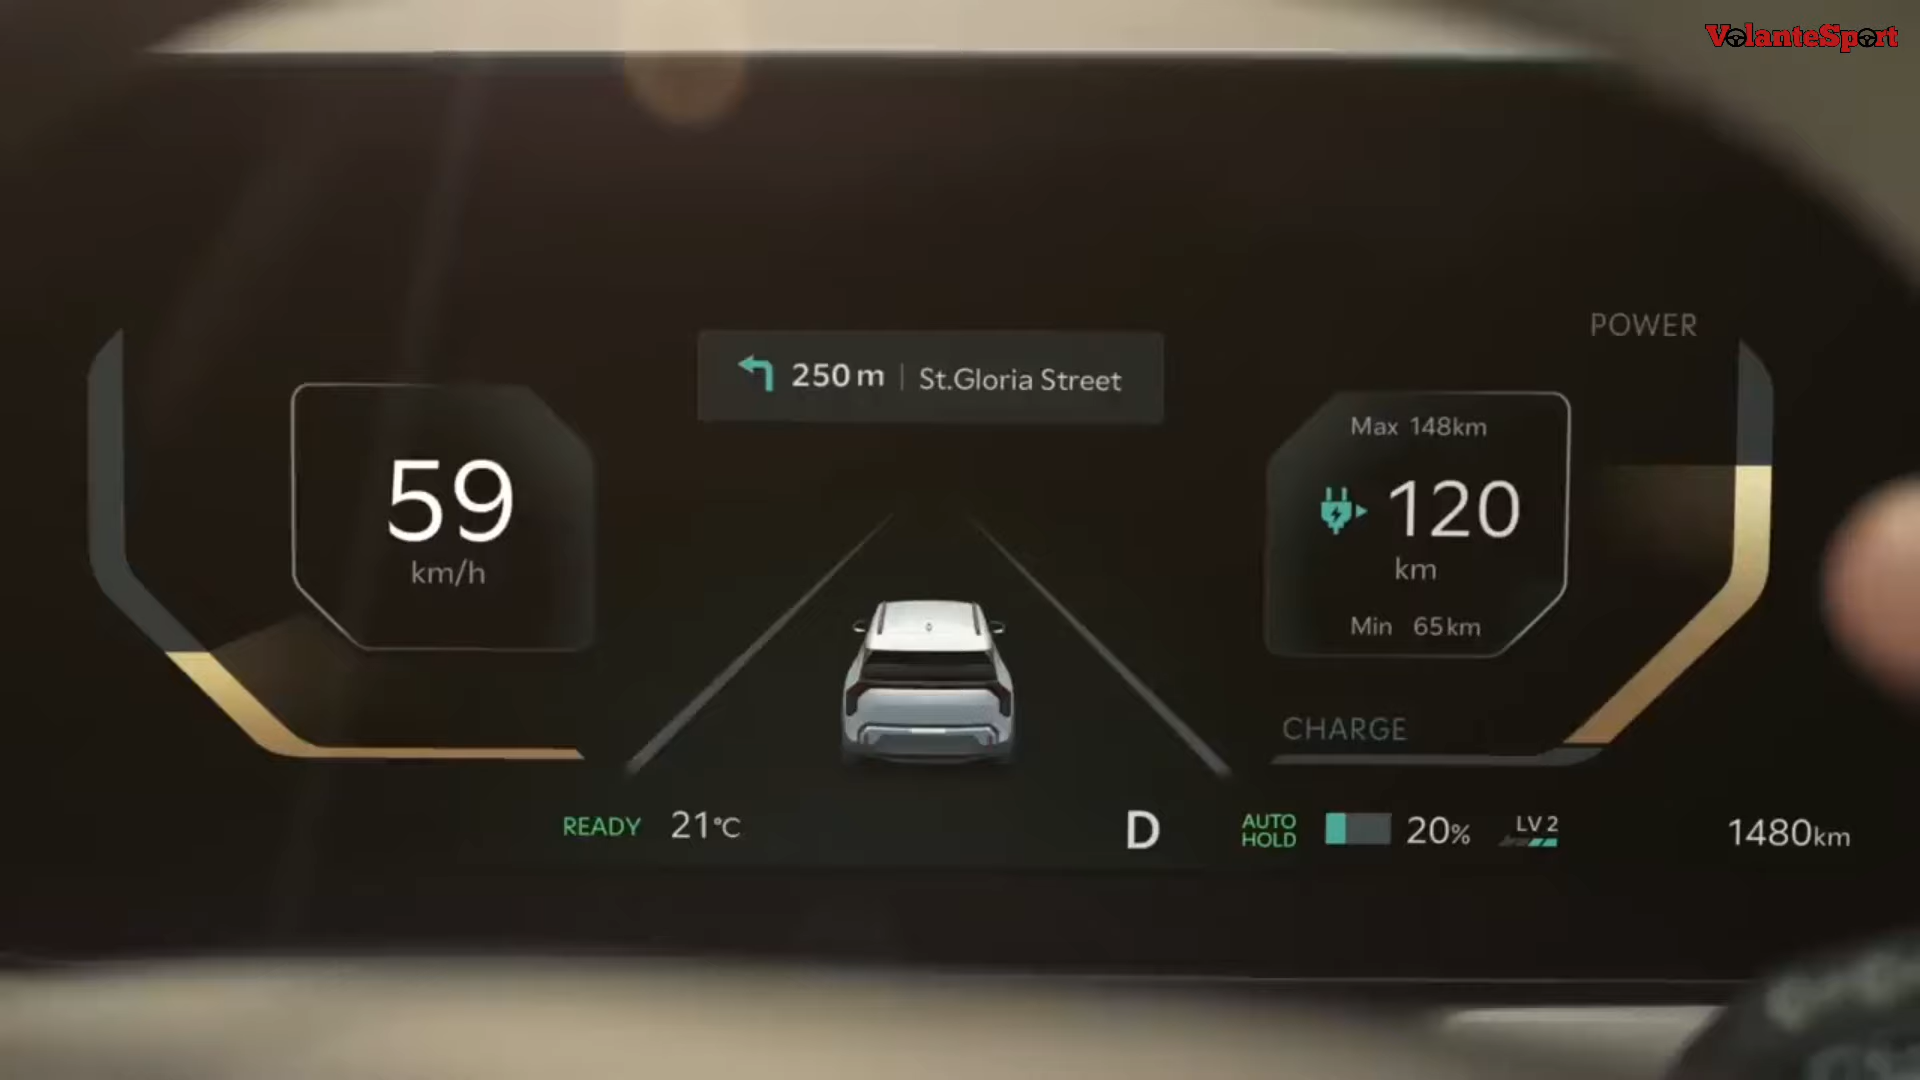 VolanteSport
POWER
250 m | St.Gloria Street
59
km/h
Max 148km
120
km
Min 65km
CHARGE
READY 21°C
D
AUTO HOLD
20%
LV 2
1480km